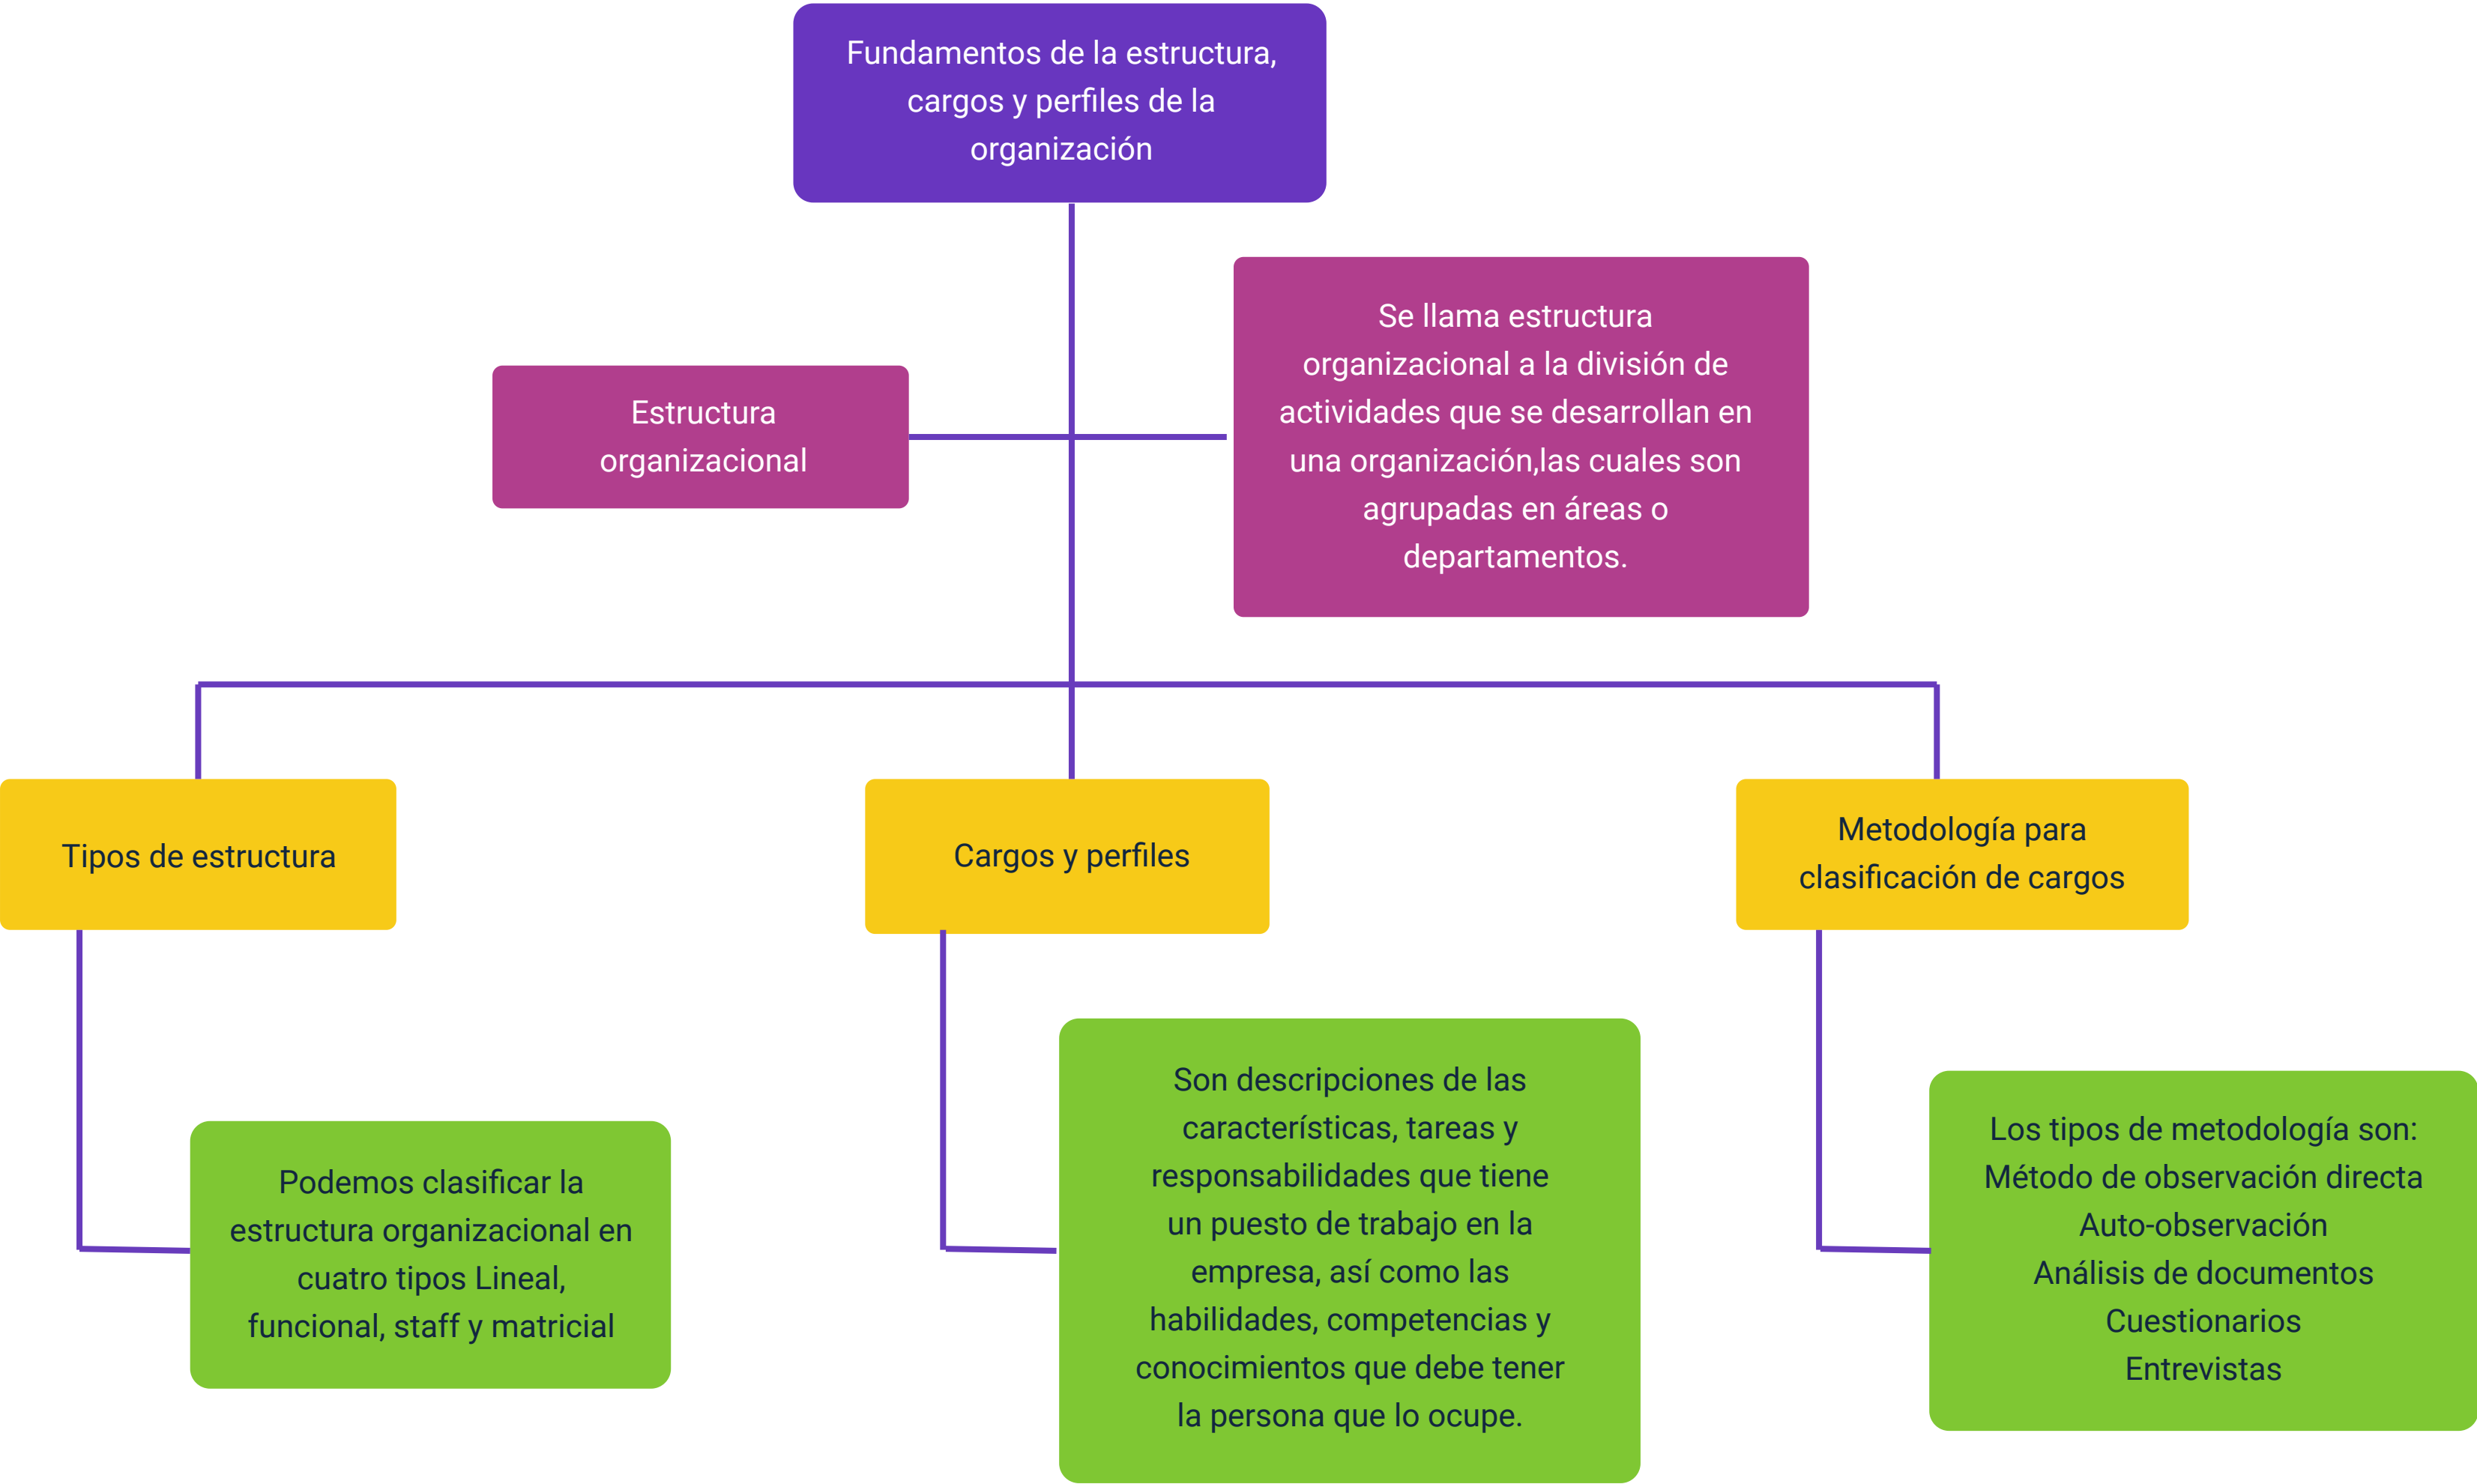 Fundamentos de la estructura,
cargos y perfiles de la
organización
Estructura
organizacional
Se llama estructura
organizacional a la división de
actividades que se desarrollan en
una organización,las cuales son
agrupadas en áreas o
departamentos.
Tipos de estructura
Cargos y perfiles
Metodología para
clasificación de cargos
Podemos clasificar la
estructura organizacional en
cuatro tipos Lineal,
funcional, staff y matricial
Son descripciones de las
características, tareas y
responsabilidades que tiene
un puesto de trabajo en la
empresa, así como las
habilidades, competencias y
conocimientos que debe tener
la persona que lo ocupe.
Los tipos de metodología son:
Método de observación directa
Auto-observación
Análisis de documentos
Cuestionarios
Entrevistas